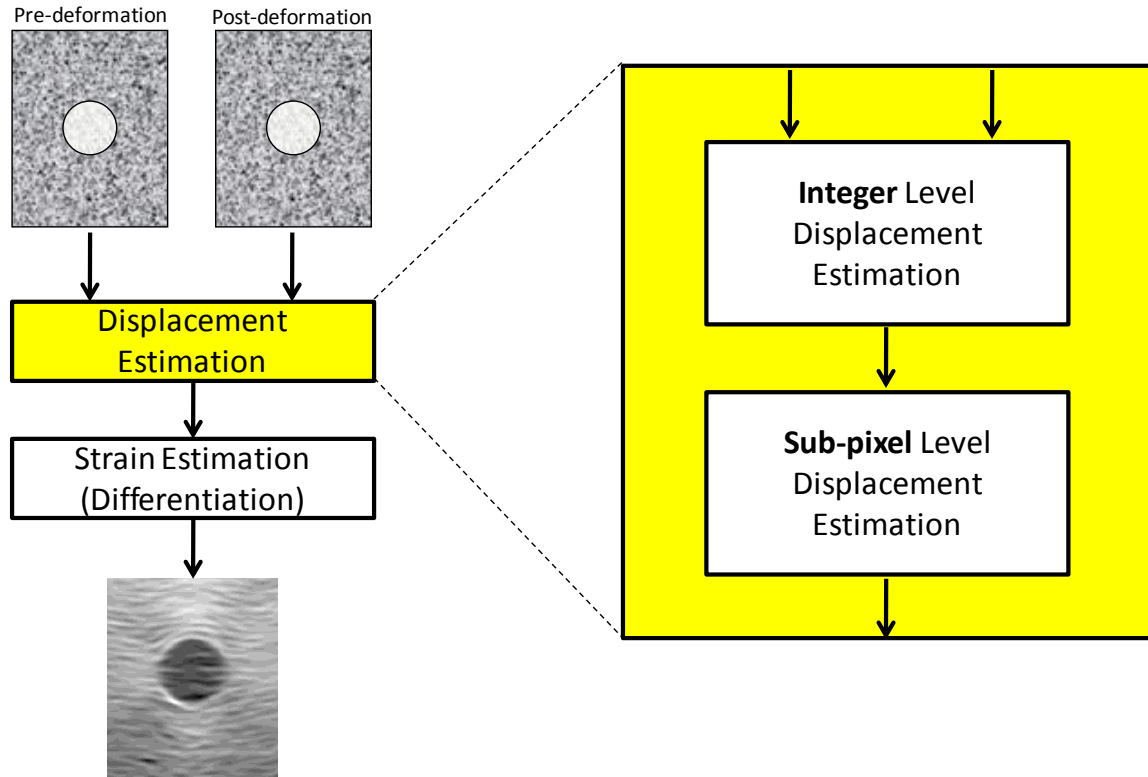 Pre-deformation
Post-deformation
Displacement
Estimation
Strain Estimation
(Differentiation)
Integer Level
Displacement
Estimation
Sub-pixel Level
Displacement
Estimation